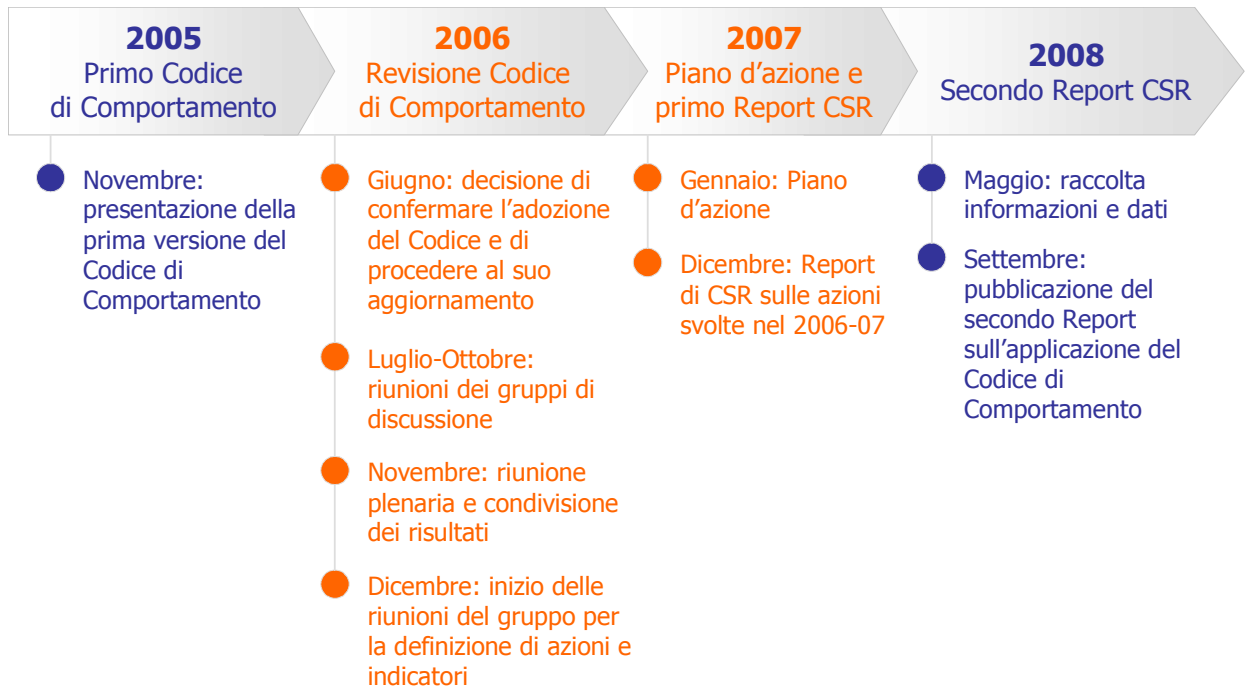 2005
Primo Codice
di Comportamento
2006
Revisione Codice
di Comportamento
2007
Piano d'azione e
primo Report CSR
2008
Secondo Report CSR
Novembre:
presentazione della
prima versione del
Codice di
Comportamento
Giugno: decisione di
confermare l'adozione
del Codice e di
procedere al suo
aggiornamento
Luglio-Ottobre:
riunioni dei gruppi di
discussione
Novembre: riunione
plenaria e condivisione
dei risultati
Dicembre: inizio delle
riunioni del gruppo per
la definizione di azioni e
indicatori
Gennaio: Piano
d'azione
Dicembre: Report
di CSR sulle azioni
svolte nel 2006-07
Maggio: raccolta
informazioni e dati
Settembre:
pubblicazione del
secondo Report
sull'applicazione del
Codice di
Comportamento